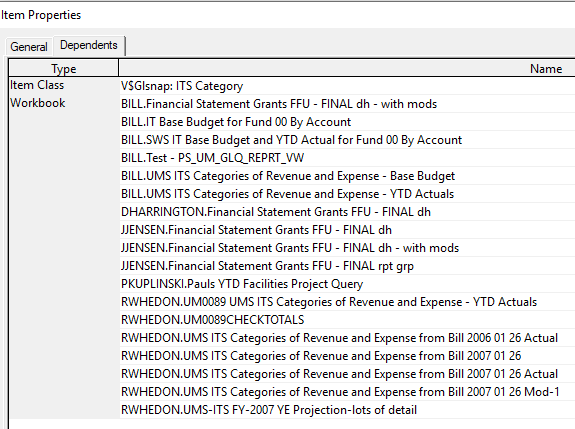 Item Properties
General Dependents
Type Name
Item Class V$Glsnap: ITS Category
Workbook BILL.Financial Statement Grants FFU - FINAL dh - with mods
BILL.IT Base Budget for Fund 00 By Account
BILL.SWS IT Base Budget and YTD Actual for Fund 00 By Account
BILL.Test - PS_UM_GLQ_REPRT_VW
BILL.UMS ITS Categories of Revenue and Expense - Base Budget
BILL.UMS ITS Categories of Revenue and Expense - YTD Actuals
DHARRINGTON.Financial Statement Grants FFU - FINAL dh
JJENSEN.Financial Statement Grants FFU - FINAL dh
JJENSEN.Financial Statement Grants FFU - FINAL dh - with mods
JJENSEN.Financial Statement Grants FFU - FINAL rpt grp
PKUPLINSKI.Pauls YTD Facilities Project Query
RWHEDON.UM0089 UMS ITS Categories of Revenue and Expense - YTD Actuals
RWHEDON.UM0089CHECKTOTALS
RWHEDON.UMS ITS Categories of Revenue and Expense from Bill 2006 01 26 Actual
RWHEDON.UMS ITS Categories of Revenue and Expense from Bill 2007 01 26
RWHEDON.UMS ITS Categories of Revenue and Expense from Bill 2007 01 26 Actual
RWHEDON.UMS ITS Categories of Revenue and Expense from Bill 2007 01 26 Mod-1
RWHEDON.UMS-ITS FY-2007 YE Projection-lots of detail